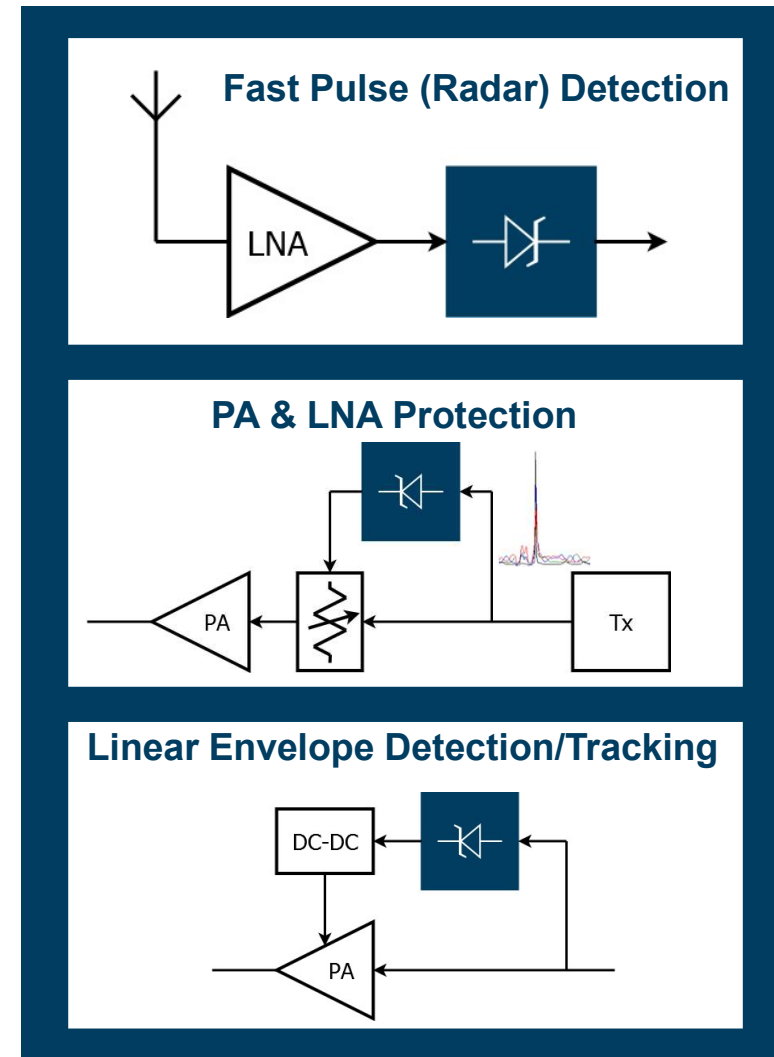 Fast Pulse (Radar) Detection
LNA
PA & LNA Protection
PA
Tx
Linear Envelope Detection/Tracking
DC-DC
PA